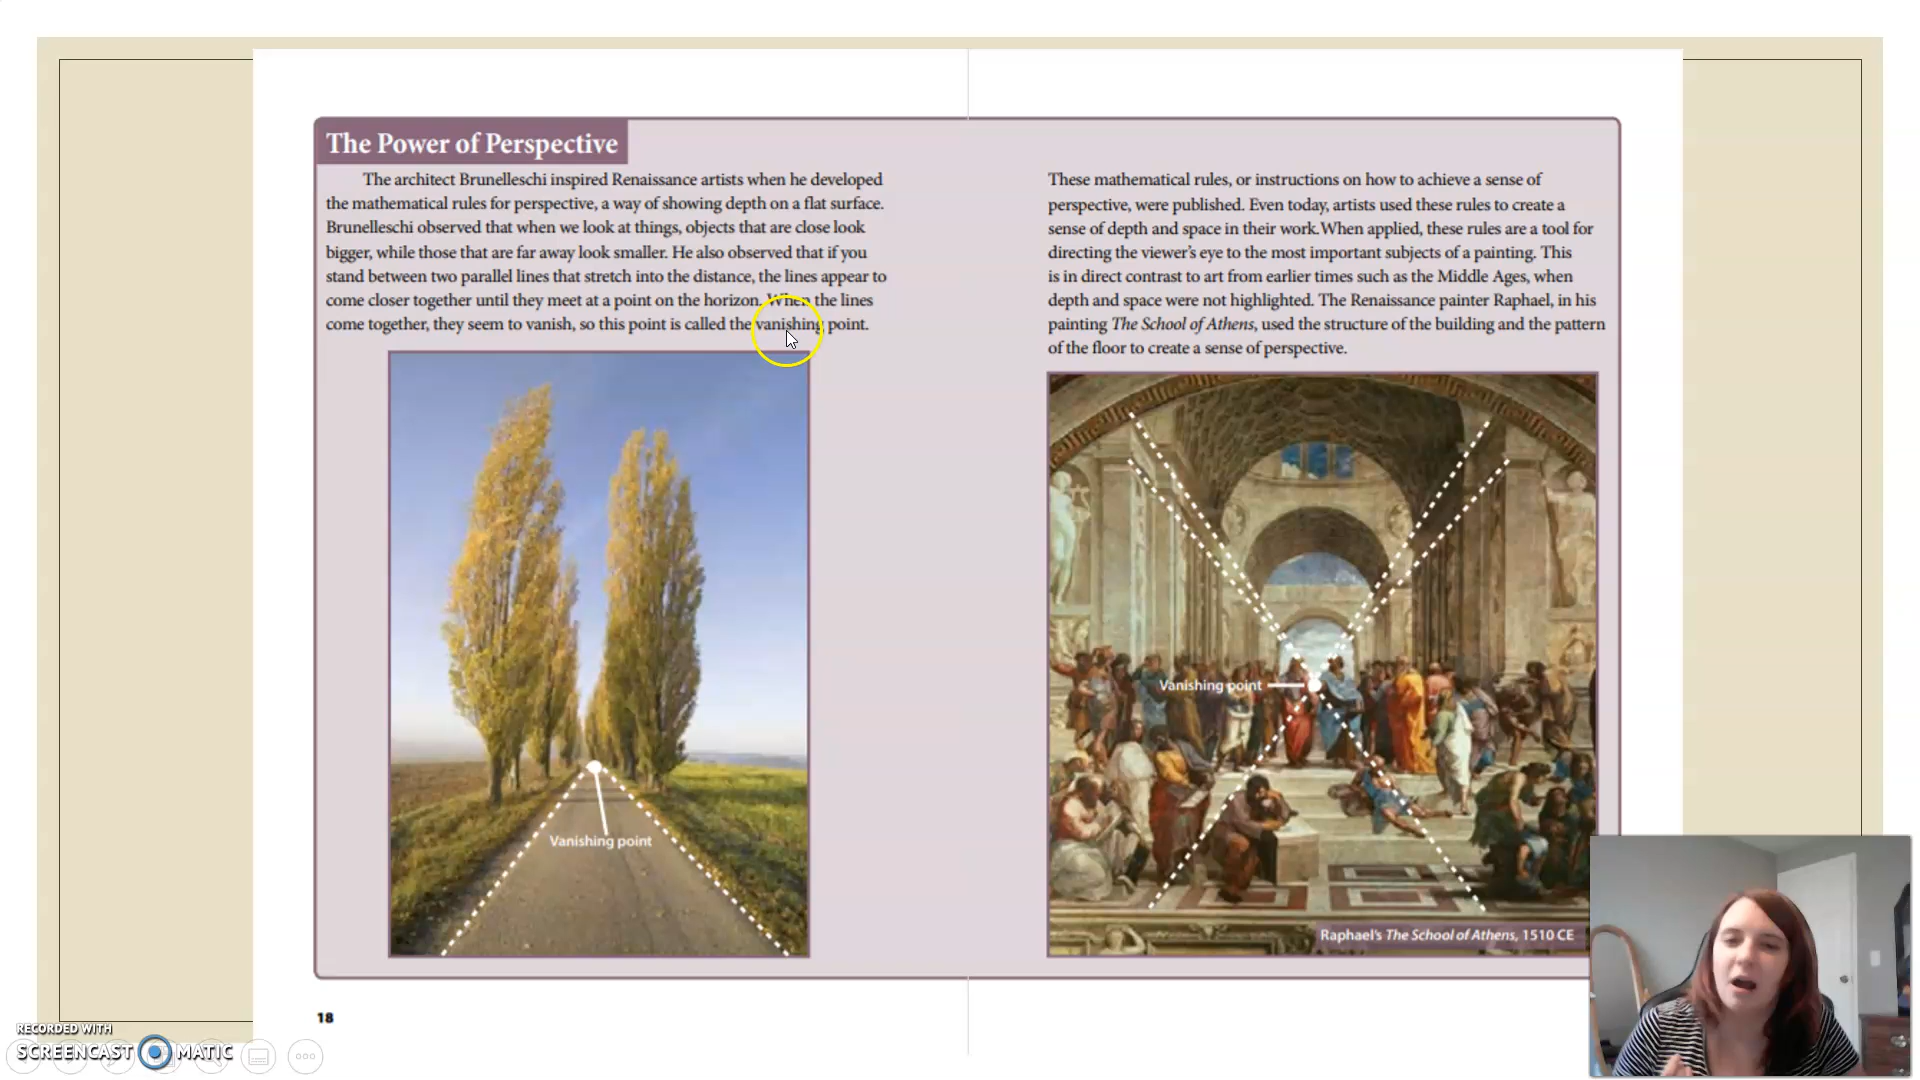 The Power of Perspective
The architect Brunelleschi inspired Renaissance artists when he developed
the mathematical rules for perspective, a way of showing depth on a flat surface.
Brunelleschi observed that when we look at things, objects that are close look
bigger, while those that are far away look smaller. He also observed that if you
stand between two parallel lines that stretch into the distance, the lines appear to
come closer together until they meet at a point on the horizon. When the lines
come together, they seem to vanish, so this point is called the vanishing point.
Vanishing point
18
These mathematical rules, or instructions on how to achieve a sense of
perspective, were published. Even today, artists used these rules to create a
sense of depth and space in their work.When applied, these rules are a tool for
directing the viewer's eye to the most important subjects of a painting. This
is in direct contrast to art from earlier times such as the Middle Ages, when
depth and space were not highlighted. The Renaissance painter Raphael, in his
painting The School of Athens, used the structure of the building and the pattern
of the floor to create a sense of perspective.
Vanishing point
Raphael's The School of Athens, 1510 CE
RECORDED WITH
SCREENCAST MATIC